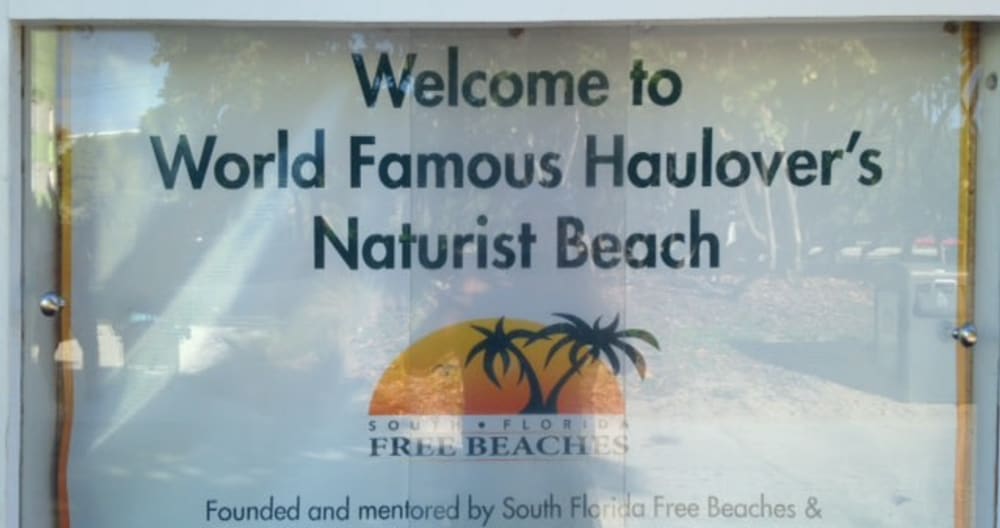 Welcome to
World Famous Haulover's
Naturist Beach
SOUTH • FLORIDA
FREE BEACHES
Founded and mentored by South Florida Free Beaches &